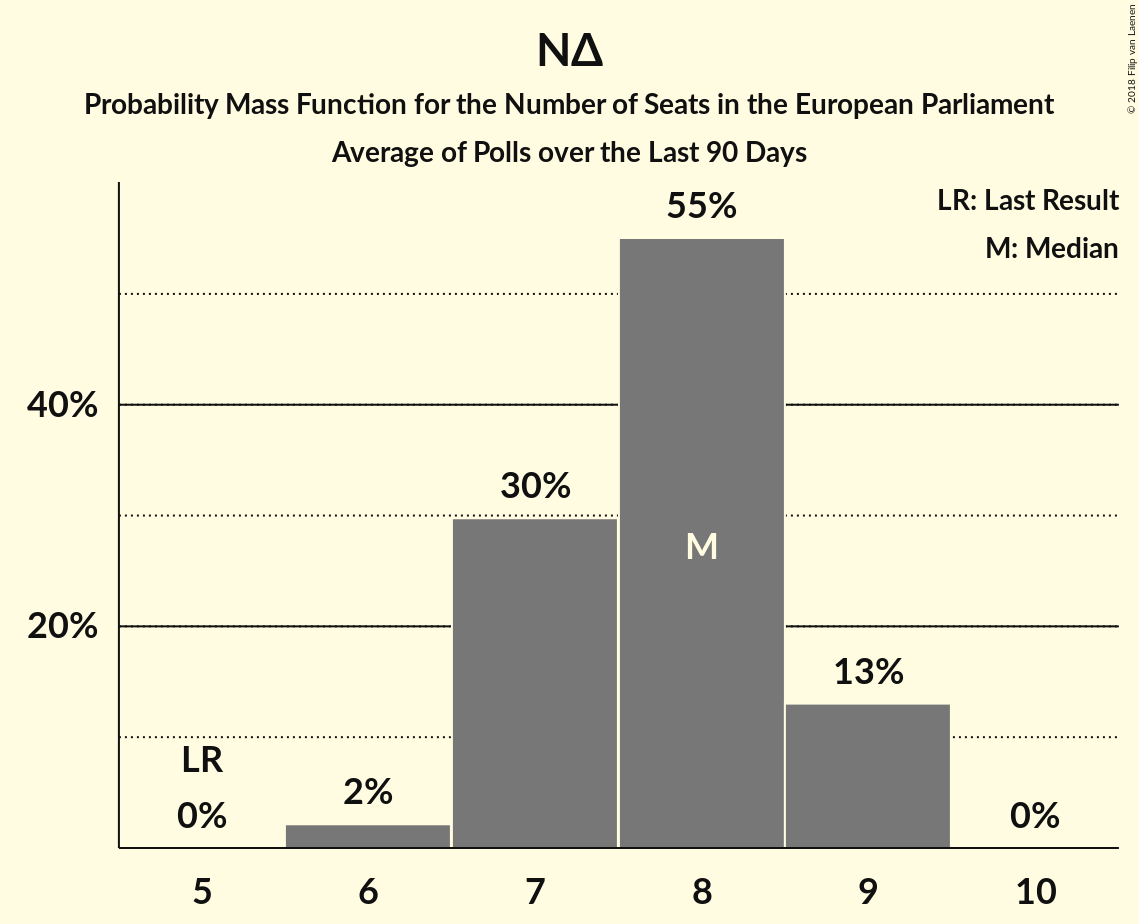 NΔ
Probability Mass Function for the Number of Seats in the European Parliament
Average of Polls over the Last 90 Days
© 2018 Filip van Laenen
LR: Last Result
M: Median
55%
40%
30%
M
20%
13%
LR
2%
0%
0%
5 6 7 8 9 10